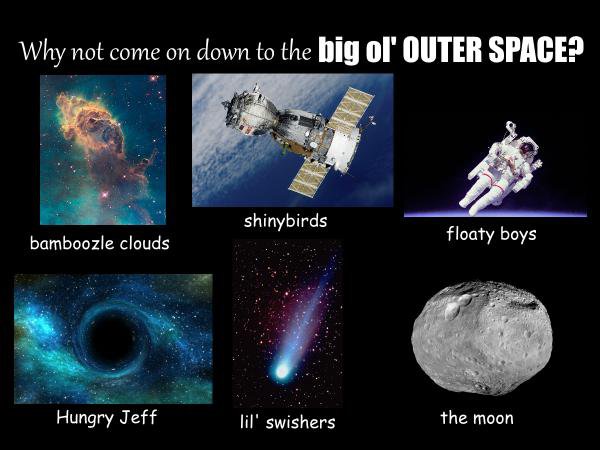 Why not come on down to the big ol' OUTER SPACE?
bamboozle clouds
shinybirds
floaty boys
Hungry Jeff
lil' swishers
the moon